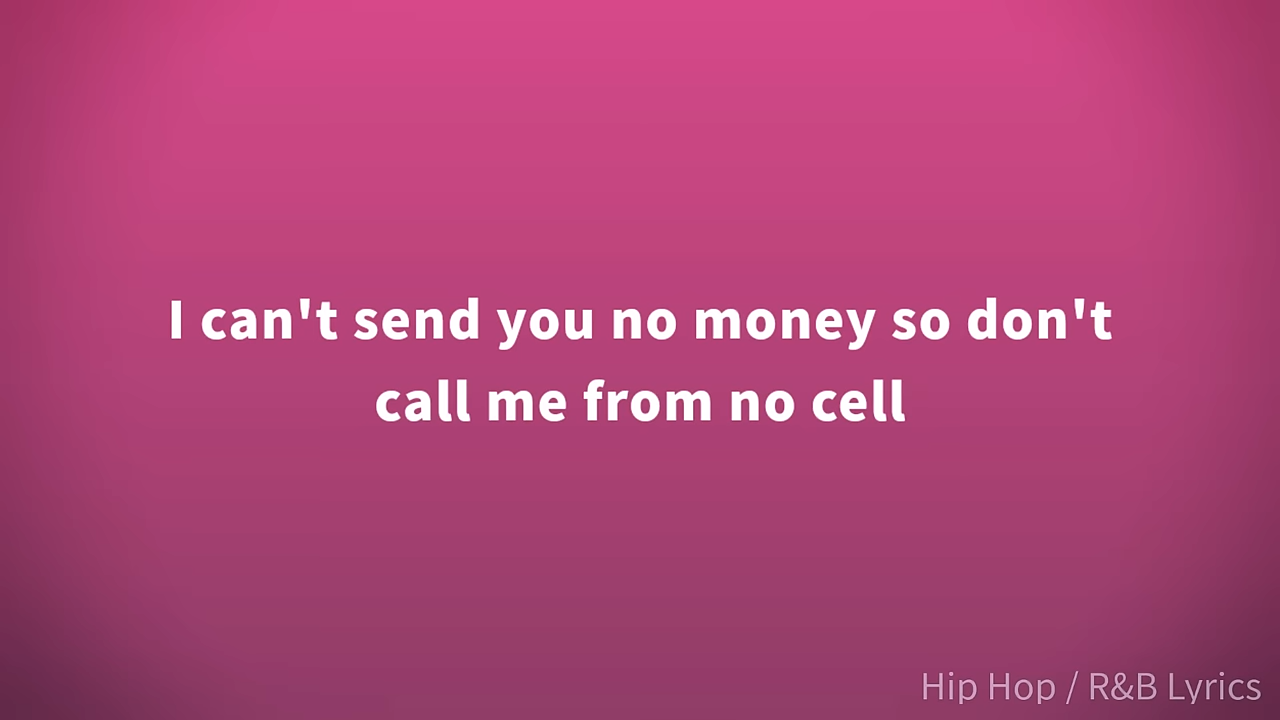 I can't send you no money so don't
call me from no cell
Hip Hop / R&B Lyrics